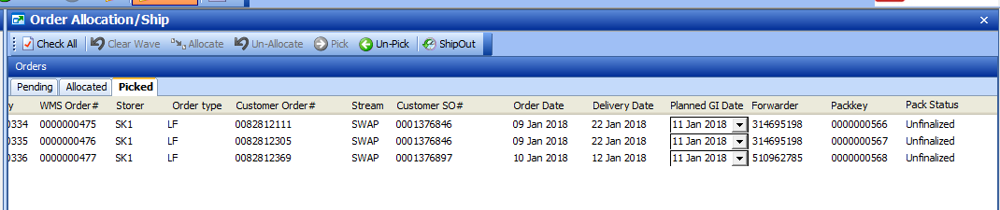 Order Allocation/Ship
Check All Clear Wave Allocate Un-Allocate Pick Un-Pick ShipOut
Orders
Pending Allocated Picked
y WMS Order# Storer Order type Customer Order# Stream Customer SO# Order Date Delivery Date Planned GI Date Forwarder Packkey Pack Status
0334 0000000475 SK1 LF 0082812111 SWAP 0001376846 09 Jan 2018 22 Jan 2018 11 Jan 2018 314695198 0000000566 Unfinalized
0335 0000000476 SK1 LF 0082812305 SWAP 0001376846 09 Jan 2018 22 Jan 2018 11 Jan 2018 314695198 0000000567 Unfinalized
0336 0000000477 SK1 LF 0082812369 SWAP 0001376897 10 Jan 2018 12 Jan 2018 11 Jan 2018 510962785 0000000568 Unfinalized